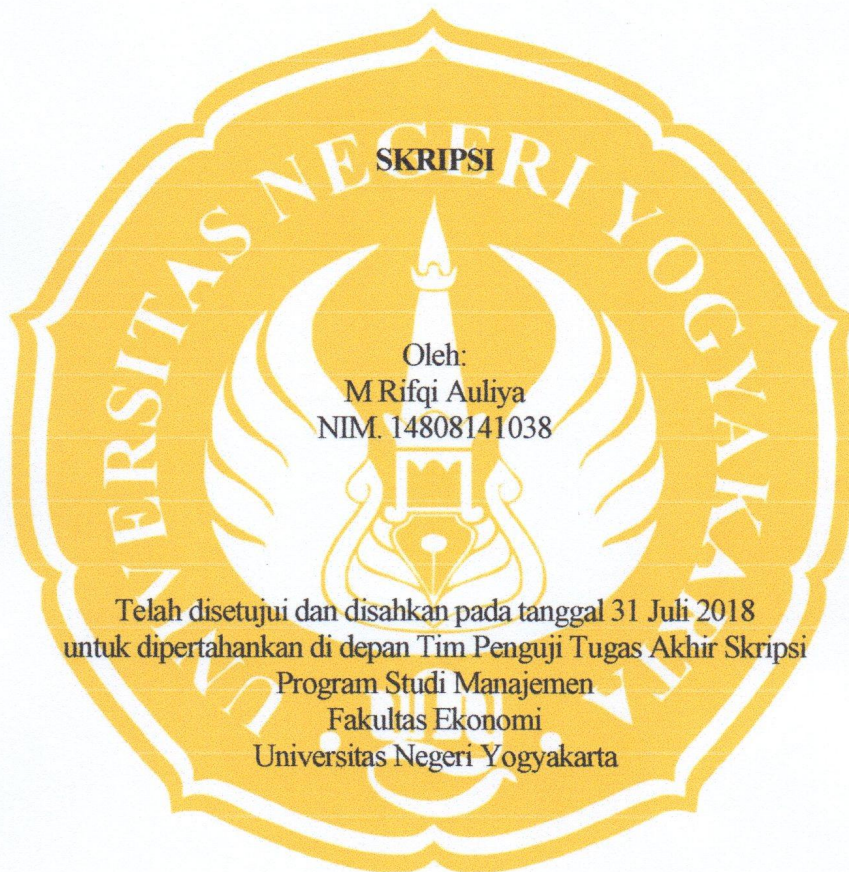 UNIVERSITAS NEGERI YOGYAKARTA
SKRIPSI
Oleh:
M Rifqi Auliya
NIM. 14808141038
Telah disetujui dan disahkan pada tanggal 31 Juli 2018
untuk dipertahankan di depan Tim Penguji Tugas Akhir Skripsi
Program Studi Manajemen
Fakultas Ekonomi
Universitas Negeri Yogyakarta